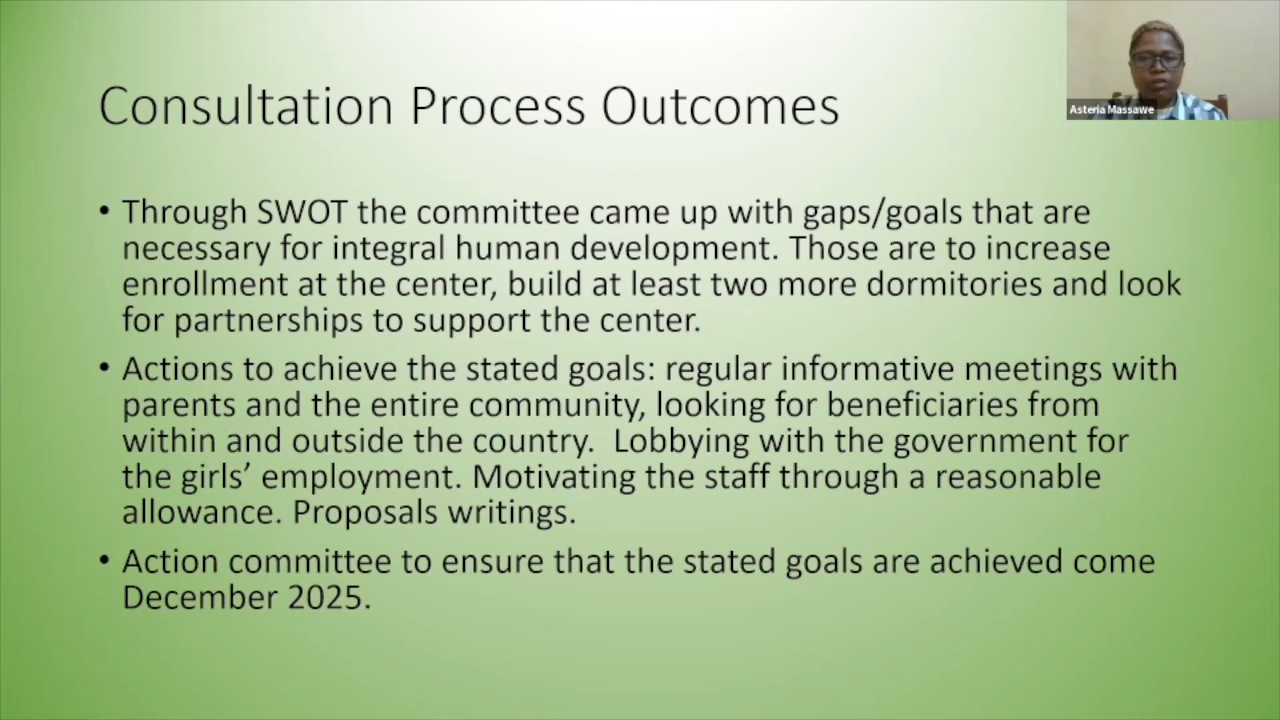 Consultation Process Outcomes
Asteria Massawe
• Through SWOT the committee came up with gaps/goals that are
necessary for integral human development. Those are to increase
enrollment at the center, build at least two more dormitories and look
for partnerships to support the center.
• Actions to achieve the stated goals: regular informative meetings with
parents and the entire community, looking for beneficiaries from
within and outside the country.  Lobbying with the government for
the girls’ employment. Motivating the staff through a reasonable
allowance. Proposals writings.
• Action committee to ensure that the stated goals are achieved come
December 2025.